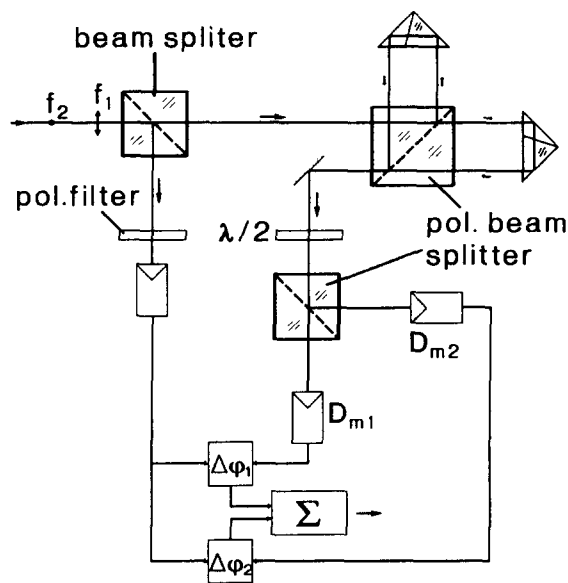 beam spliter
f₂
f₁
pol.filter
λ/2
pol. beam
splitter
Dm2
Dm1
Δφ₁
Σ
Δφ₂